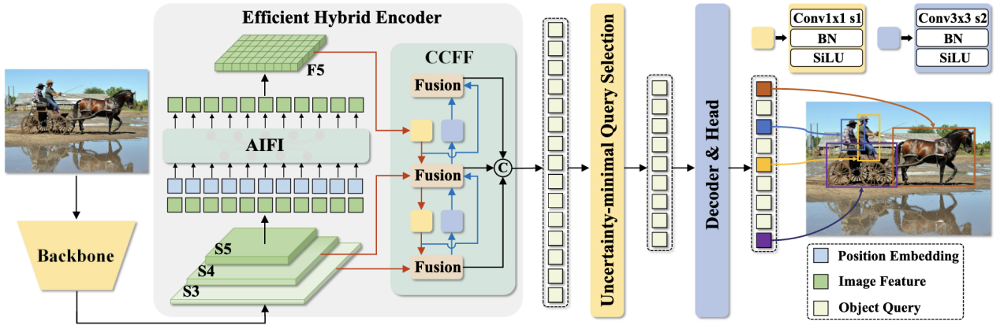 Efficient Hybrid Encoder
F5
CCFF
Fusion
AIFI
Fusion
S5
S4
S3
Fusion
Backbone
C
Uncertainty-minimal Query Selection
Decoder & Head
Conv1x1 s1
BN
SiLU
Conv3x3 s2
BN
SiLU
Position Embedding
Image Feature
Object Query